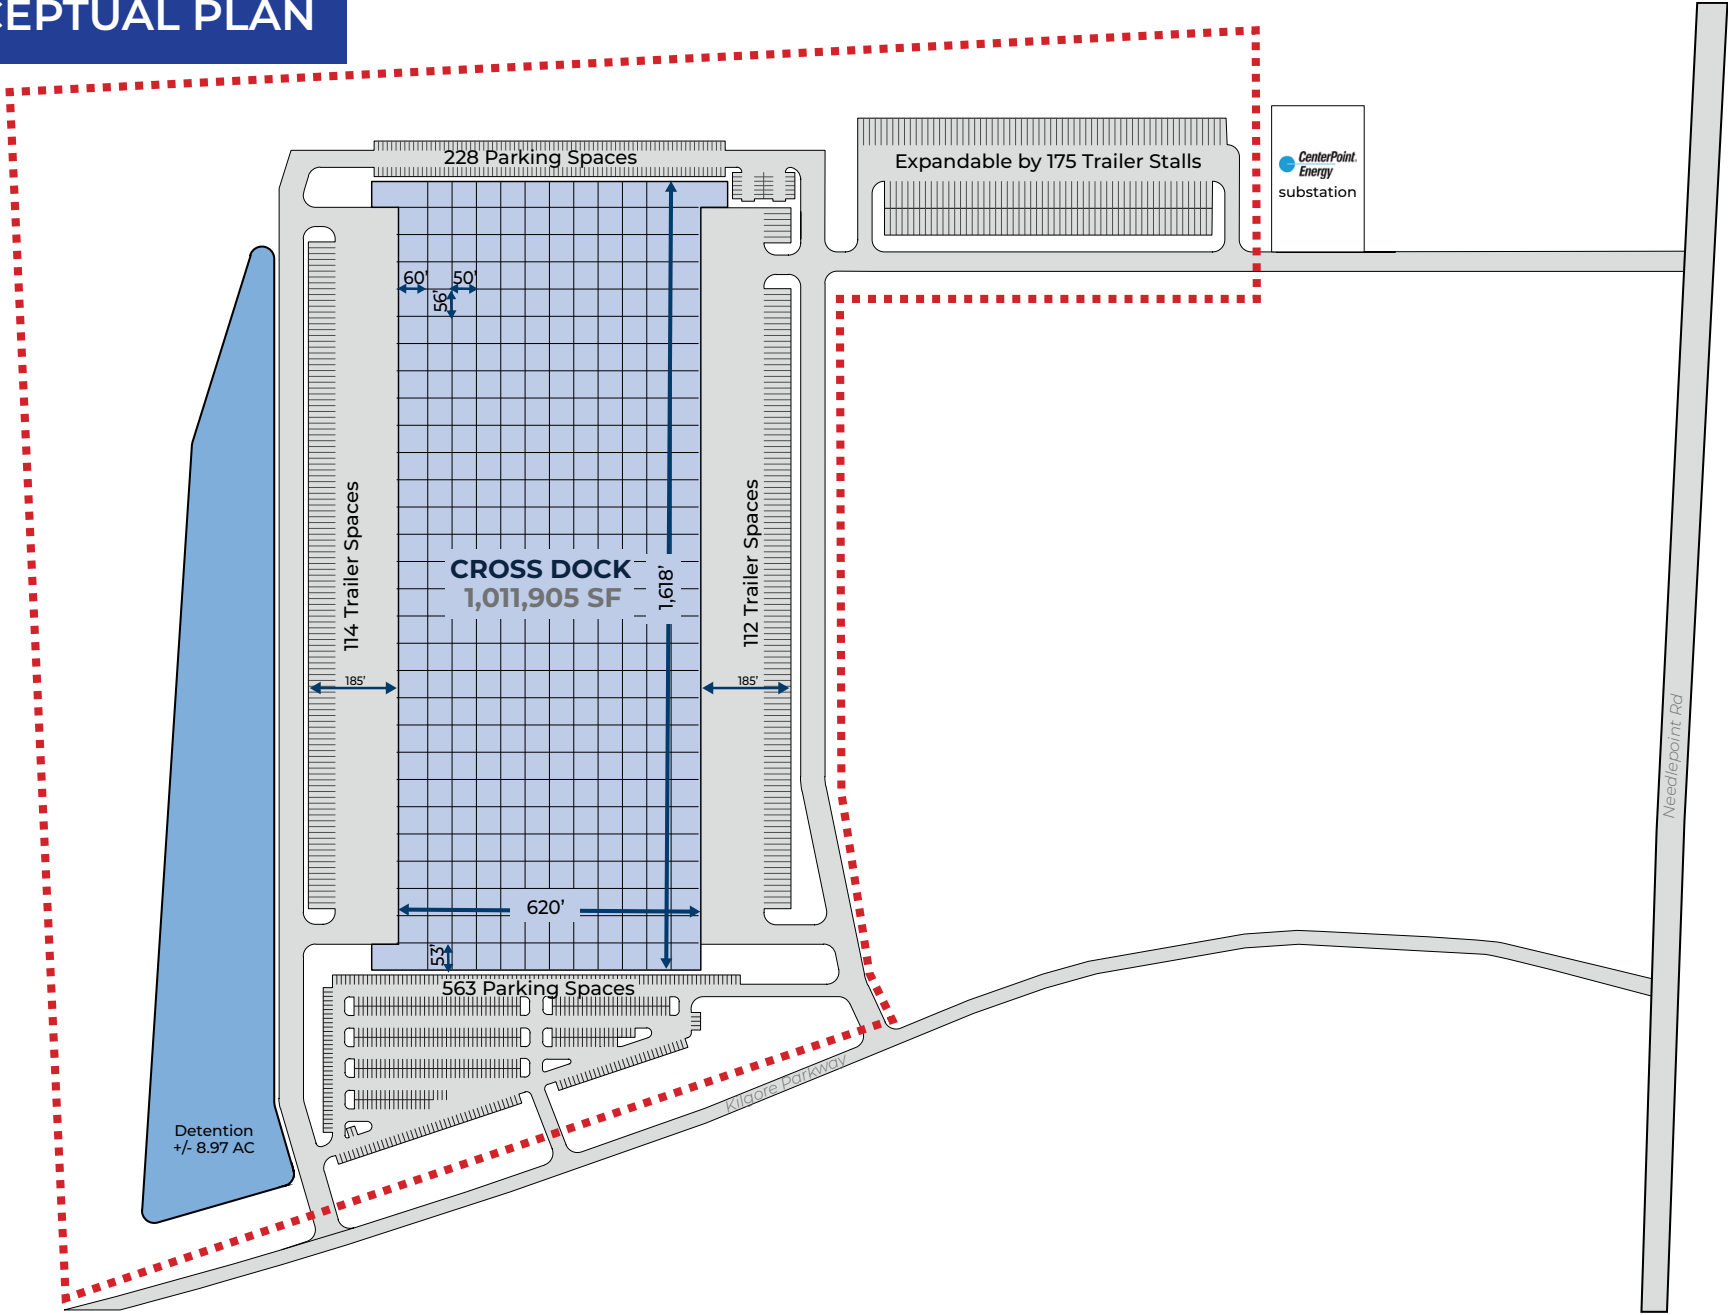 CEPTUAL PLAN
228 Parking Spaces
Expandable by 175 Trailer Stalls
CenterPoint.
Energy
substation
60'
50'
56'
114 Trailer Spaces
CROSS DOCK
1,011,905 SF
1,618'
112 Trailer Spaces
185'
185'
Needlepoint Rd
620'
53'
563 Parking Spaces
Kilgore Parkway
Detention
+/- 8.97 AC